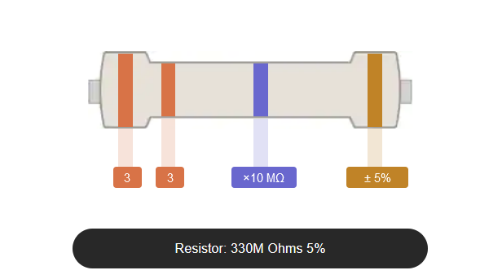 3 3 ×10 MΩ ± 5%
Resistor: 330M Ohms 5%